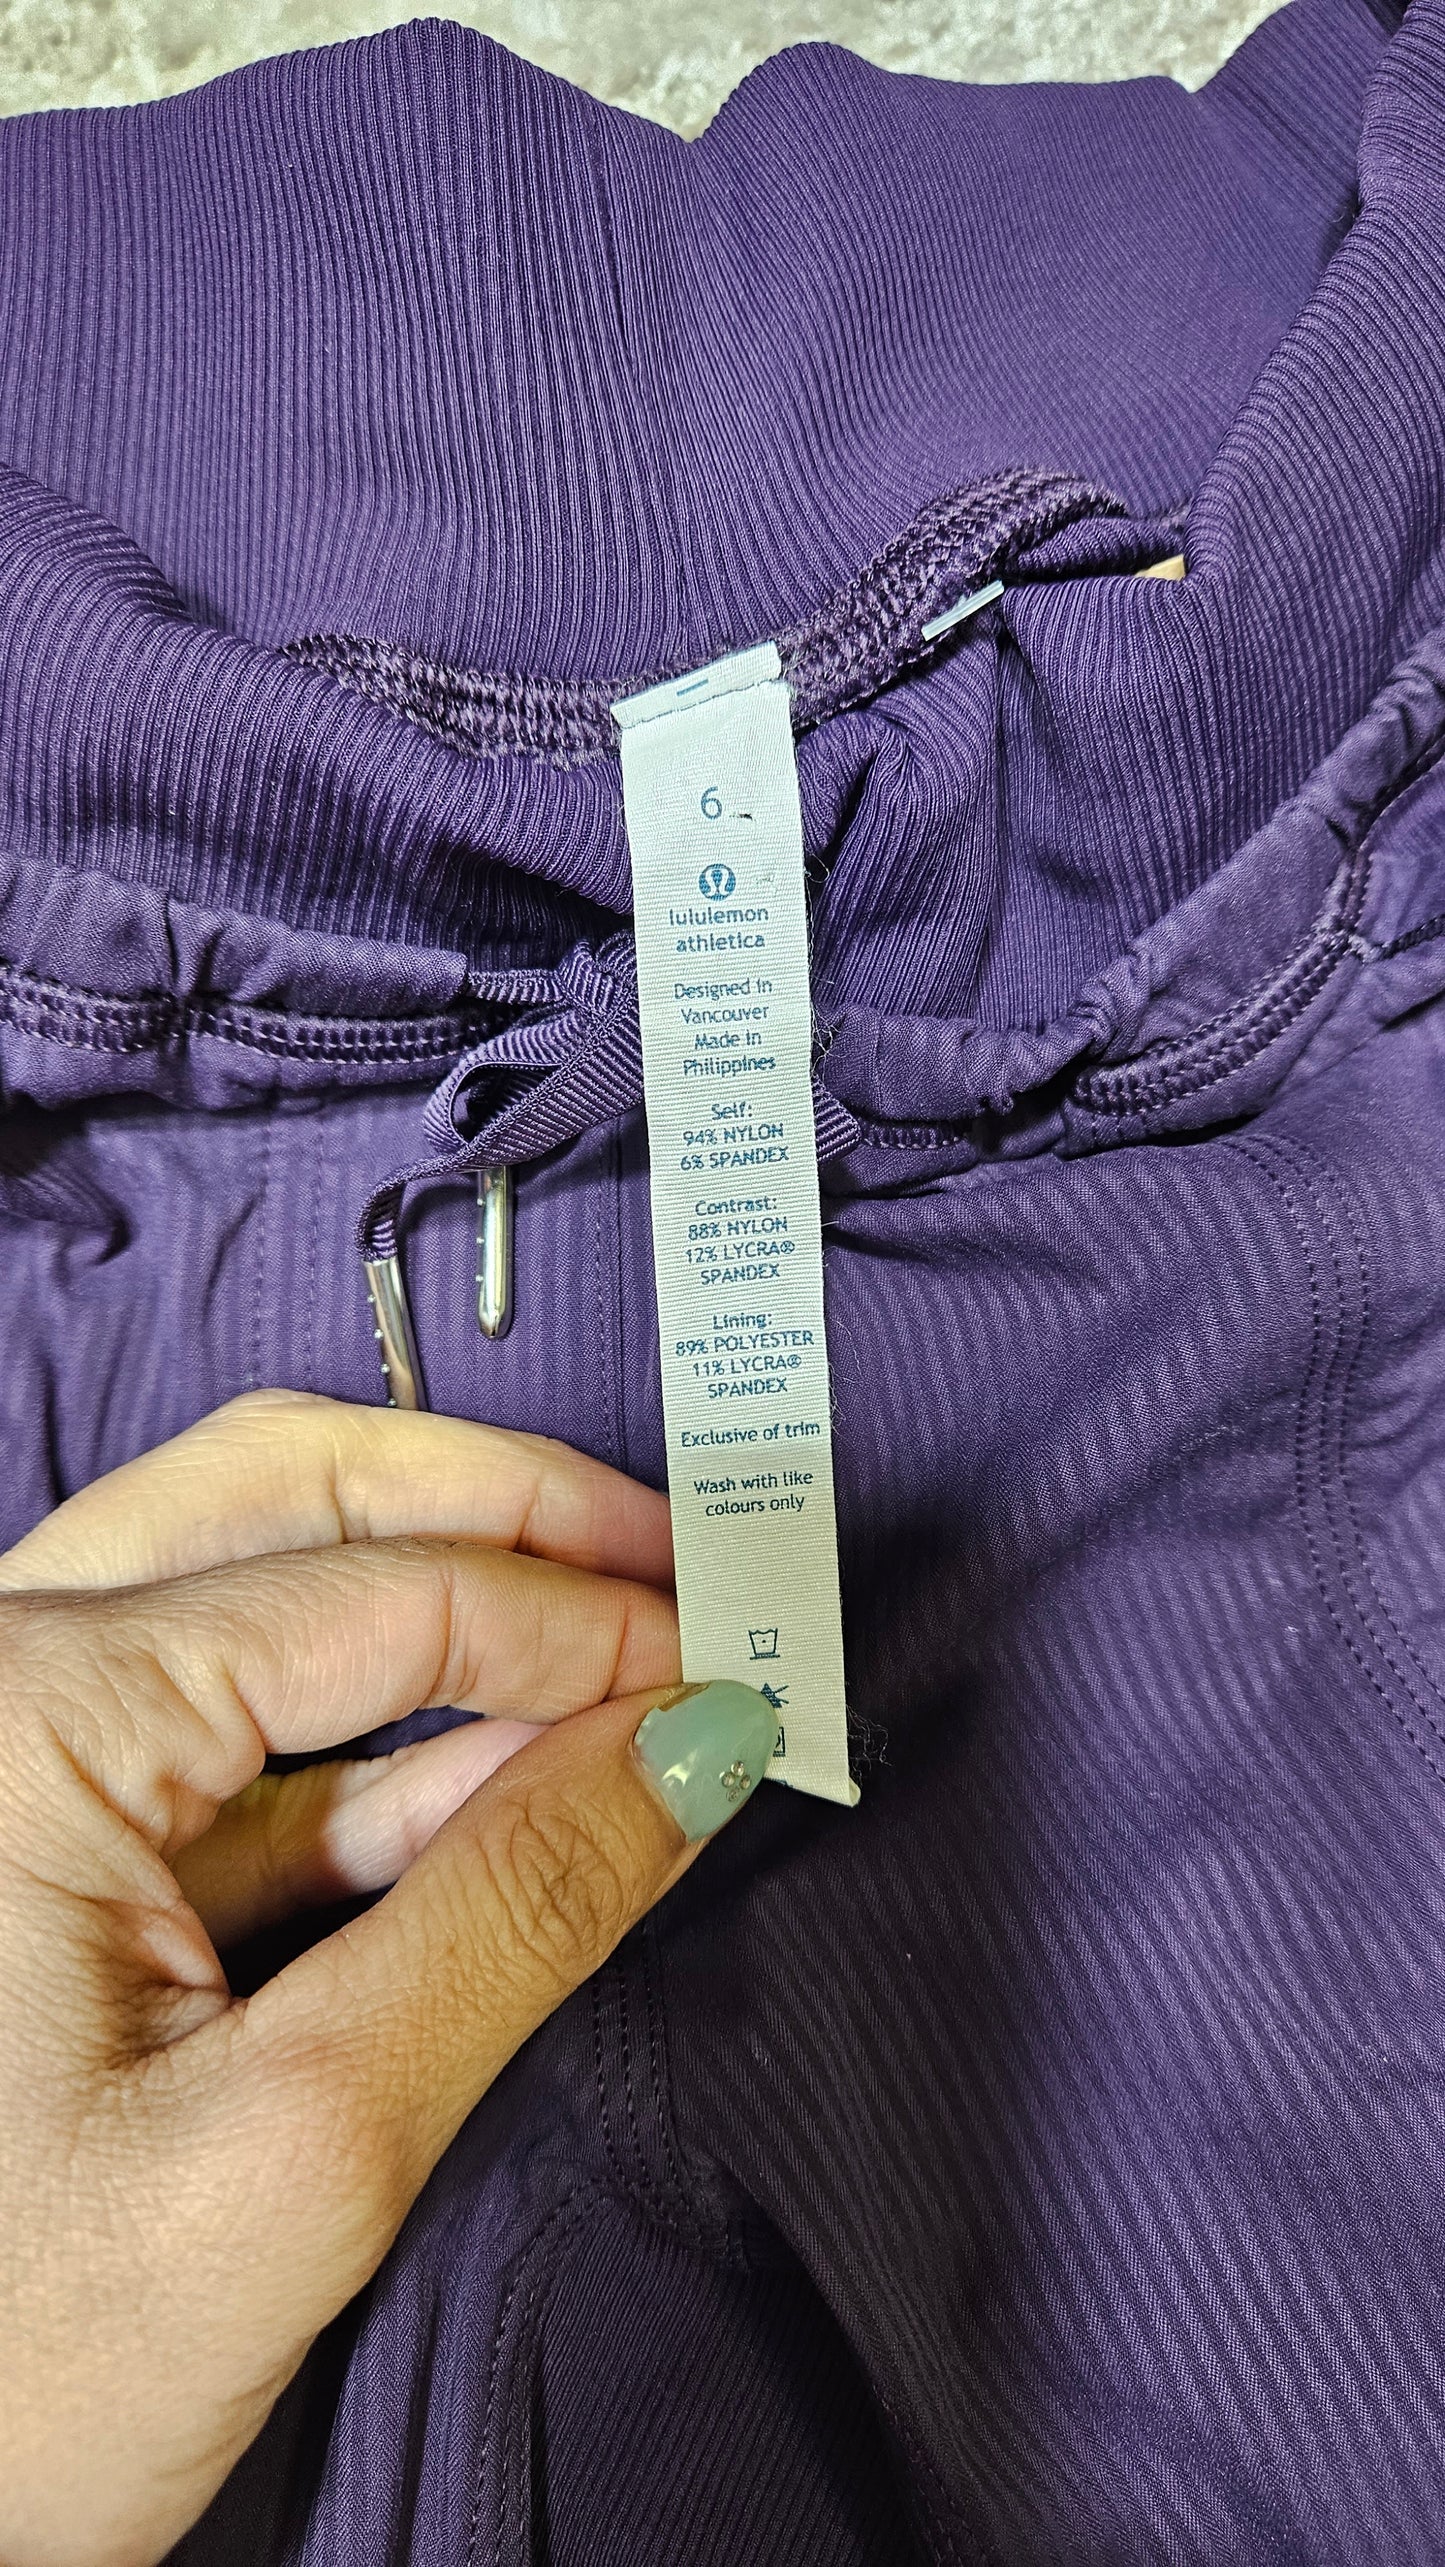 6
lululemon
athletica
Designed in
Vancouver
Made in
Philippines
Self:
94% NYLON
6% SPANDEX
Contrast:
88% NYLON
12% LYCRA®
SPANDEX
Lining:
89% POLYESTER
11% LYCRA®
SPANDEX
Exclusive of trim
Wash with like
colours only